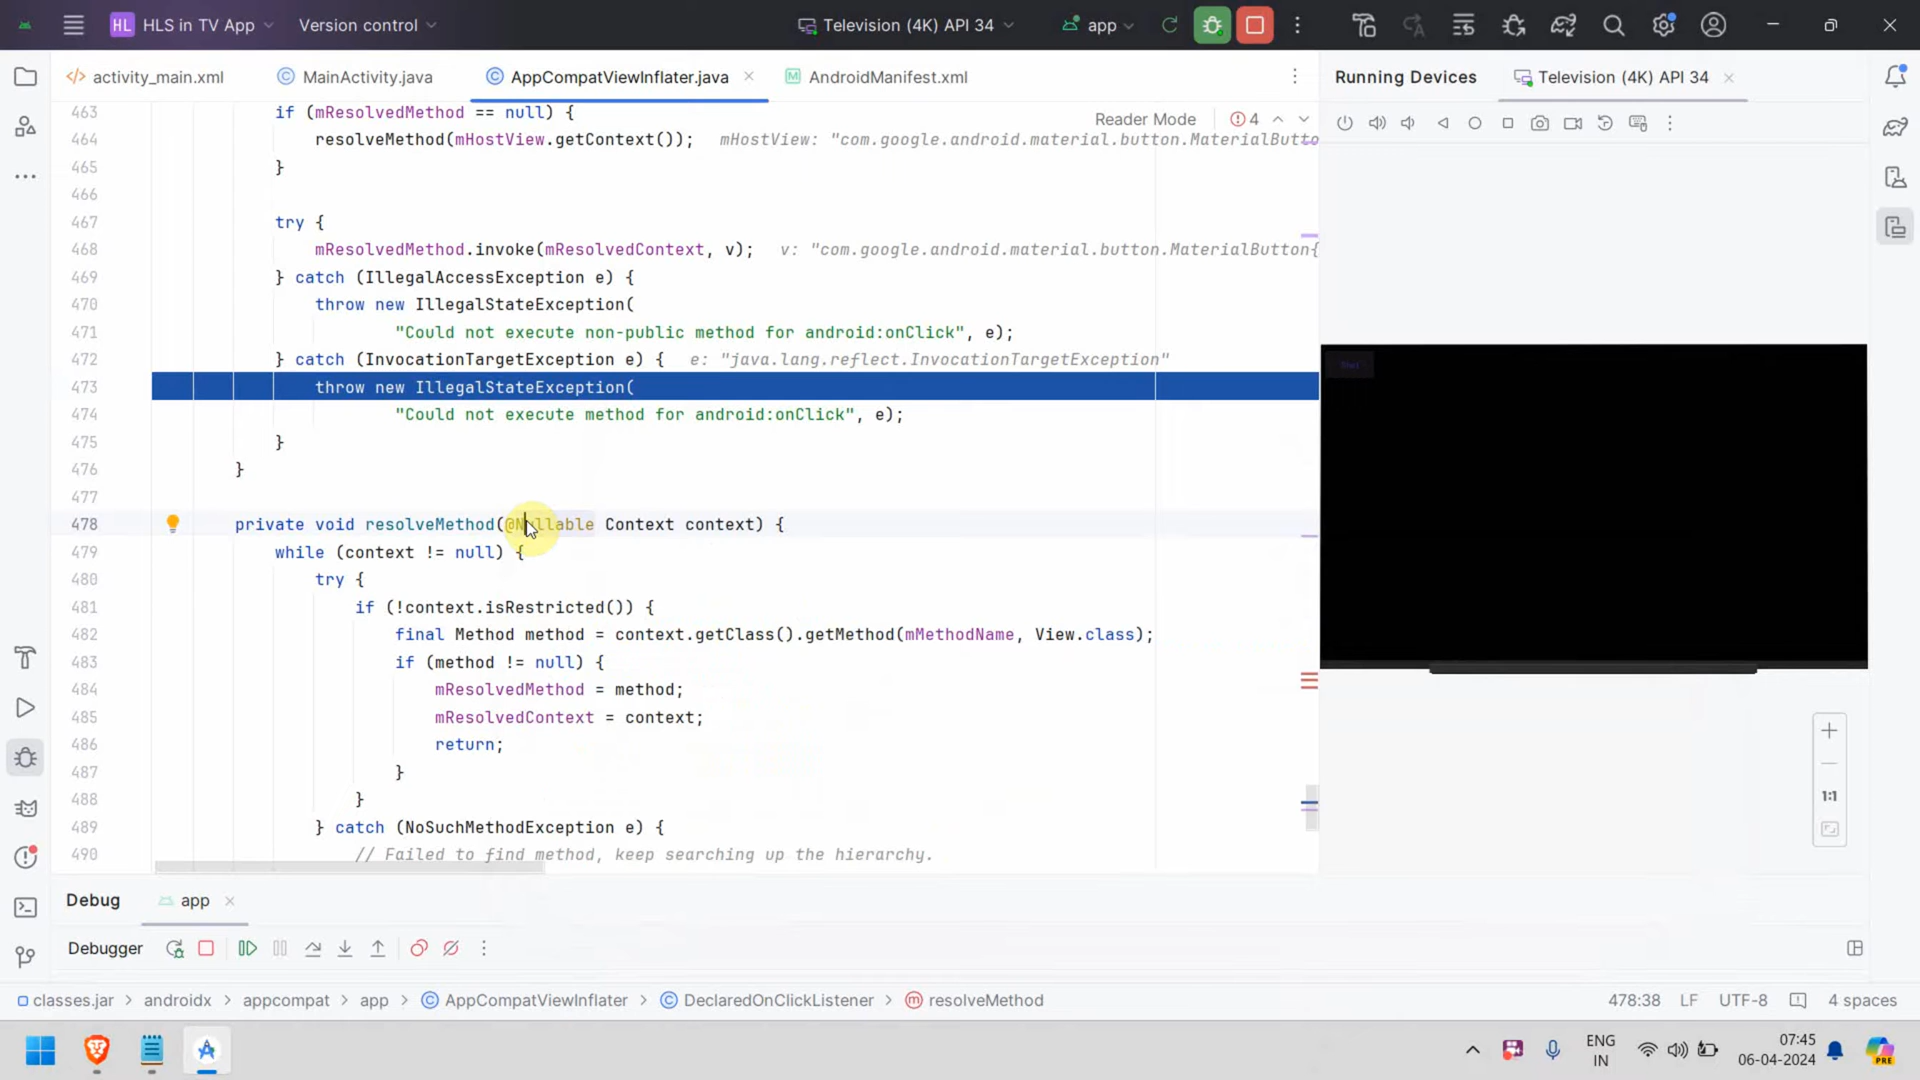 HL HLS in TV App Version control Television (4K) API 34 app
activity_main.xml MainActivity.java AppCompatViewInflater.java AndroidManifest.xml Running Devices Television (4K) API 34
Reader Mode 4
463 if (mResolvedMethod == null) {
464 resolveMethod(mHostView.getContext()); mHostView: "com.google.android.material.button.MaterialButto
465 }
466
467 try {
468 mResolvedMethod.invoke(mResolvedContext, v); v: "com.google.android.material.button.MaterialButton{
469 } catch (IllegalAccessException e) {
470 throw new IllegalStateException(
471 "Could not execute non-public method for android:onClick", e);
472 } catch (InvocationTargetException e) { e: "java.lang.reflect.InvocationTargetException"
473 throw new IllegalStateException(
474 "Could not execute method for android:onClick", e);
475 }
476 }
477
478 private void resolveMethod(@Nullable Context context) {
479 while (context != null) {
480 try {
481 if (!context.isRestricted()) {
482 final Method method = context.getClass().getMethod(mMethodName, View.class);
483 if (method != null) {
484 mResolvedMethod = method;
485 mResolvedContext = context;
486 return;
487 }
488 }
489 } catch (NoSuchMethodException e) {
490 // Failed to find method, keep searching up the hierarchy.
1:1
Debug app
Debugger
classes.jar > androidx > appcompat > app > AppCompatViewInflater > DeclaredOnClickListener > resolveMethod 478:38 LF UTF-8 4 spaces
ENG
IN
07:45
06-04-2024
PRE